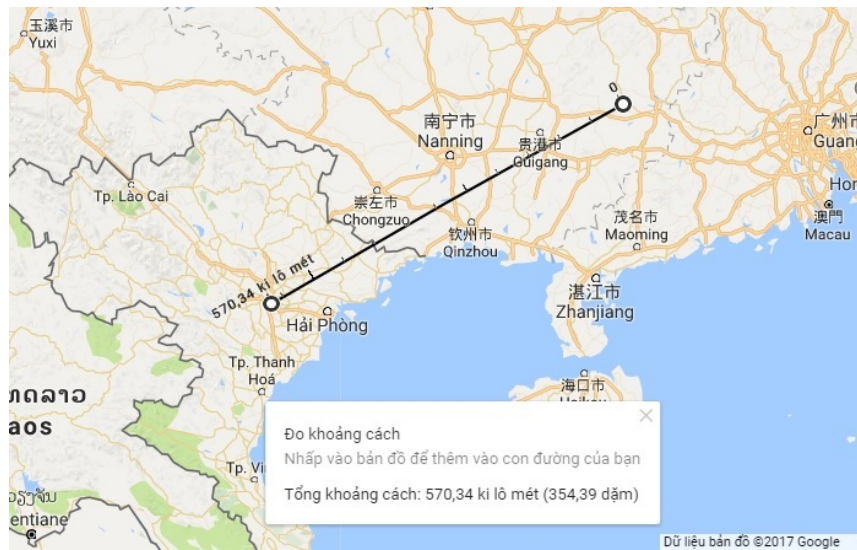 玉溪市
Yuxi
0
南宁市
Nanning
贵港市
Guigang
广州市
Guang
Tp. Lào Cai
崇左市
Chongzuo
钦州市
Qinzhou
茂名市
Maoming
Hon
澳門
Macau
570,34 ki lô mét
Hải Phòng
湛江市
Zhanjiang
Tp. Thanh
Hoá
海口市
Haikou
aos
Đo khoảng cách
Nhấp vào bản đồ để thêm vào con đường của bạn
Tp. Vi
Tổng khoảng cách: 570,34 ki lô mét (354,39 dặm)
entiane
Dữ liệu bản đồ ©2017 Google